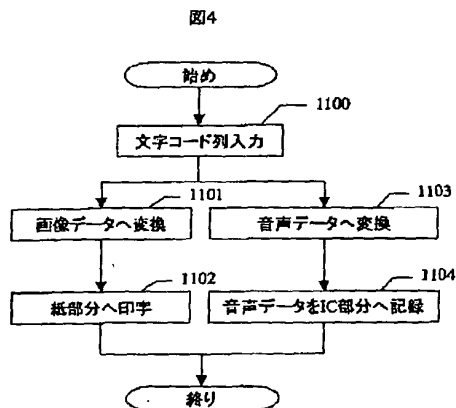 図4
始め
1100
文字コード列入力
1101
画像データへ変換
1103
音声データへ変換
1102
紙部分へ印字
1104
音声データをIC部分へ記録
終り